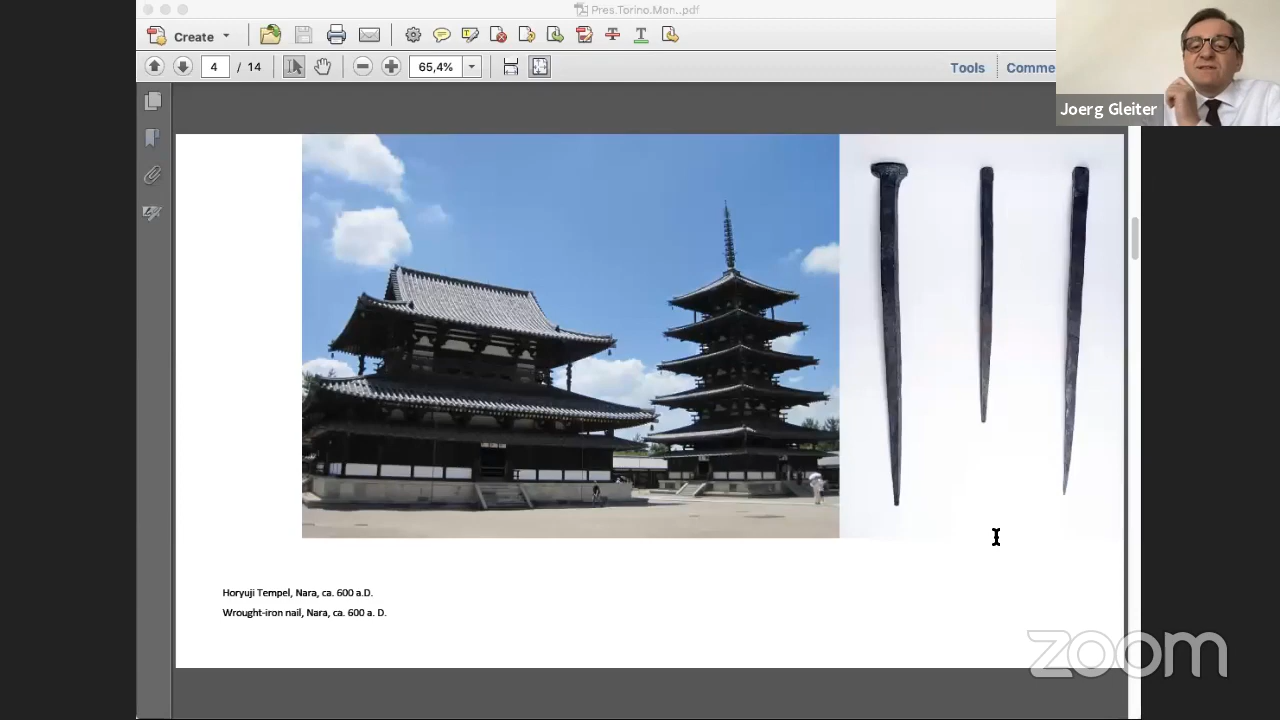 Pres.Torino.Man..pdf
Create
4 / 14
65,4%
Tools
Comme
Joerg Gleiter
Horyuji Tempel, Nara, ca. 600 a.D.
Wrought-iron nail, Nara, ca. 600 a. D.
zoom